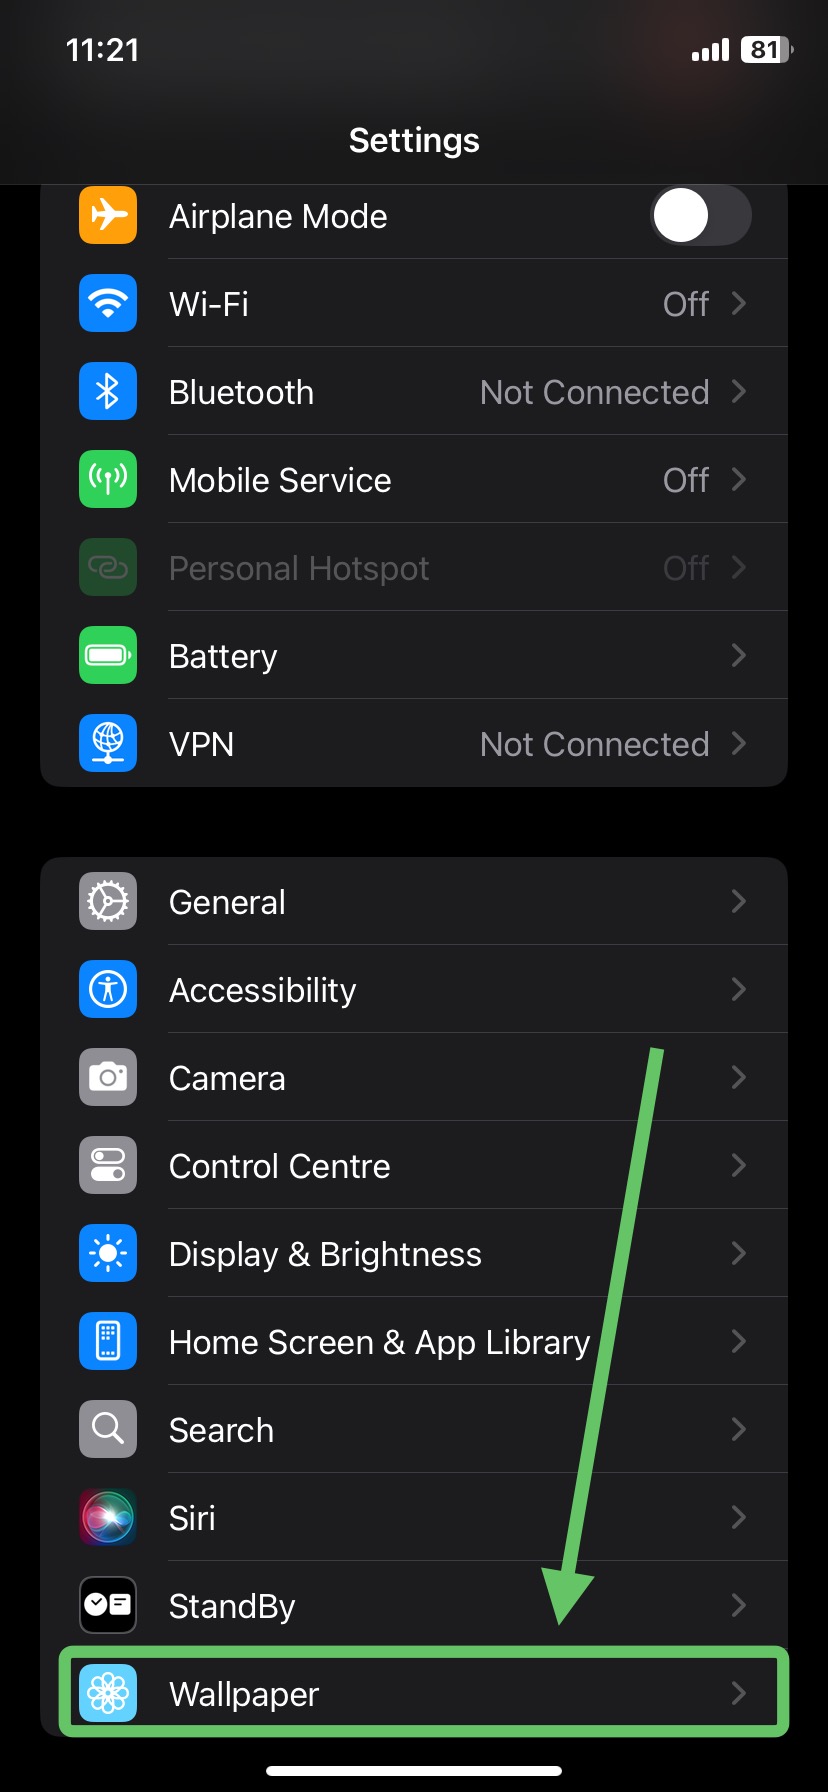 11:21
81
Settings
Airplane Mode
Wi-Fi Off
Bluetooth Not Connected
Mobile Service Off
Personal Hotspot Off
Battery
VPN Not Connected
General
Accessibility
Camera
Control Centre
Display & Brightness
Home Screen & App Library
Search
Siri
StandBy
Wallpaper